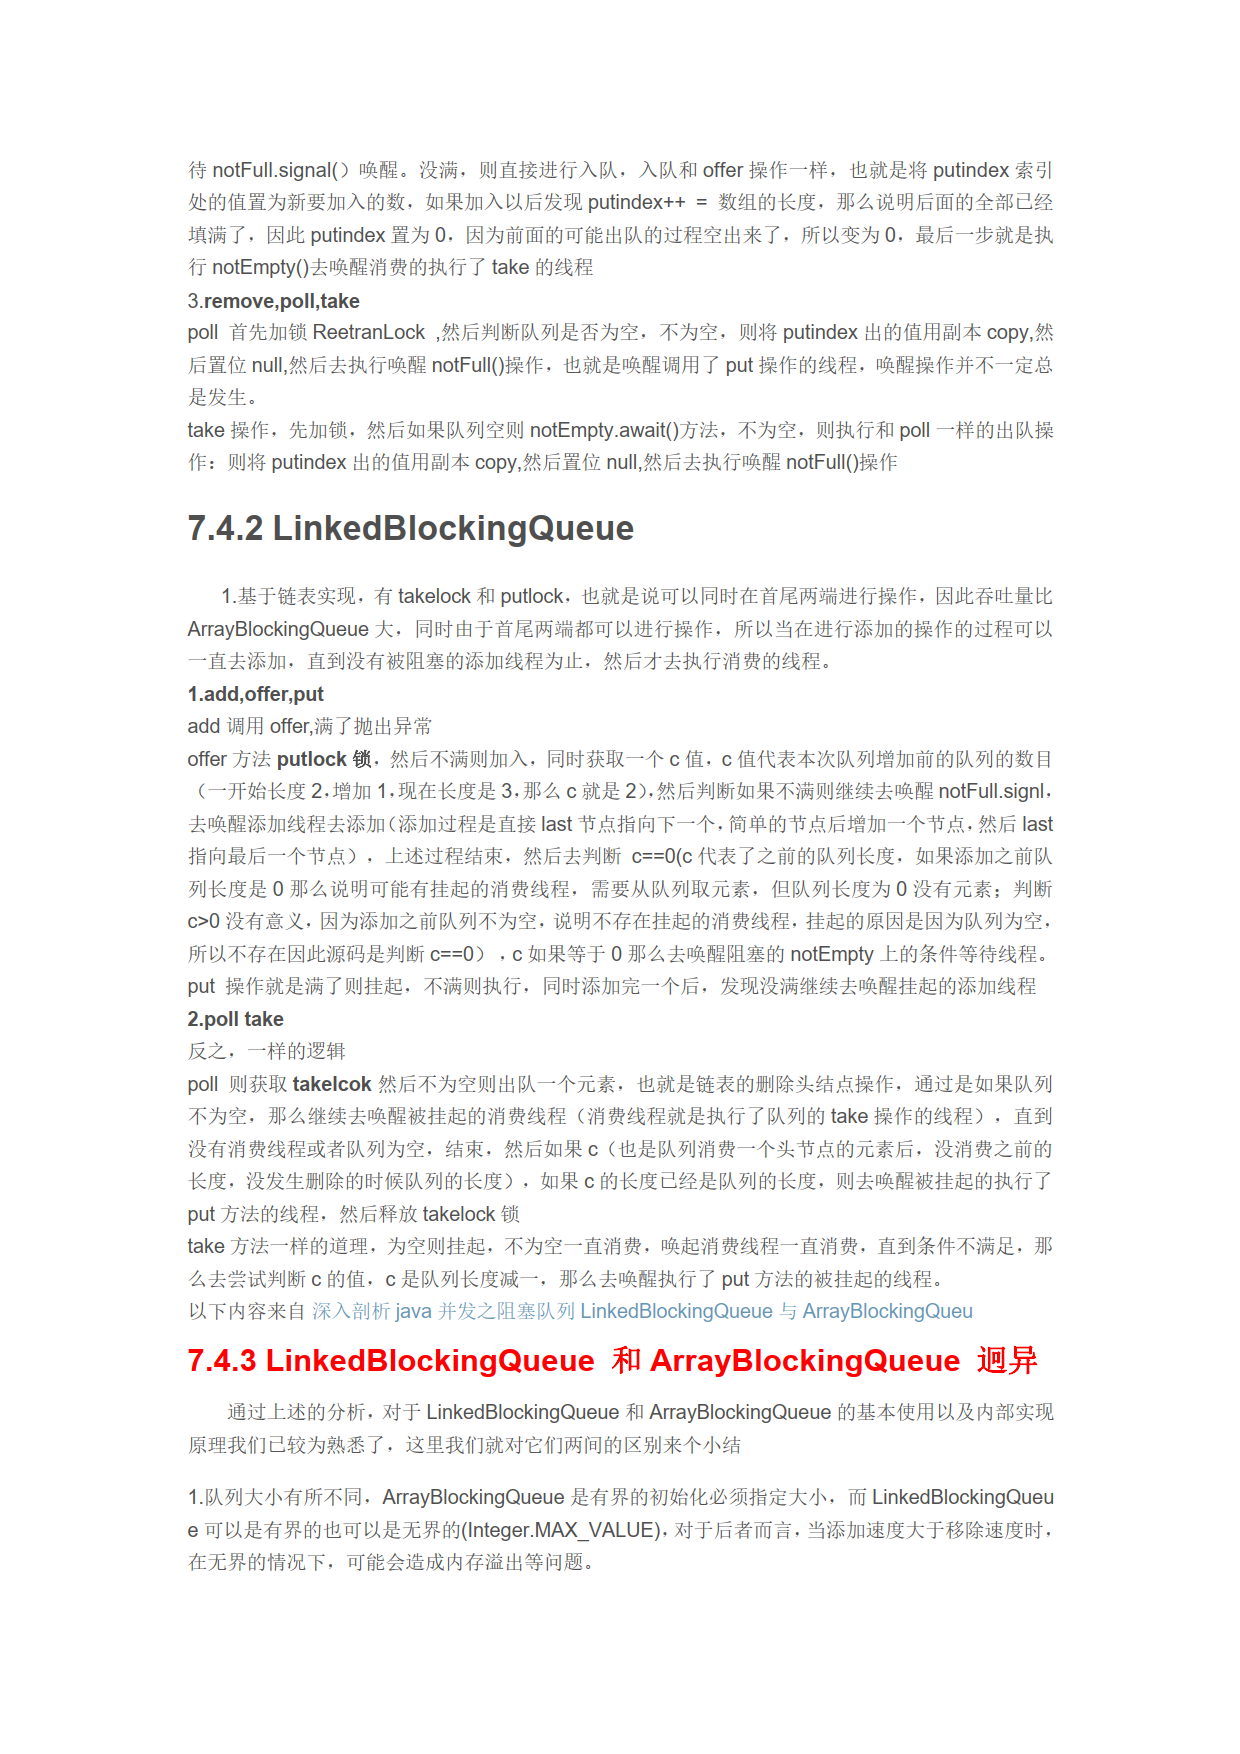 待 notFull.signal(）唤醒。没满，则直接进行入队，入队和 offer 操作一样，也就是将 putindex 索引
处的值置为新要加入的数，如果加入以后发现 putindex++ = 数组的长度，那么说明后面的全部已经
填满了，因此 putindex 置为 0，因为前面的可能出队的过程空出来了，所以变为 0，最后一步就是执
行 notEmpty()去唤醒消费的执行了 take 的线程
3.remove,poll,take
poll 首先加锁 ReetranLock ,然后判断队列是否为空，不为空，则将 putindex 出的值用副本 copy,然
后置位 null,然后去执行唤醒 notFull()操作，也就是唤醒调用了 put 操作的线程，唤醒操作并不一定总
是发生。
take 操作，先加锁，然后如果队列空则 notEmpty.await()方法，不为空，则执行和 poll 一样的出队操
作：则将 putindex 出的值用副本 copy,然后置位 null,然后去执行唤醒 notFull()操作
7.4.2 LinkedBlockingQueue
1.基于链表实现，有 takelock 和 putlock，也就是说可以同时在首尾两端进行操作，因此吞吐量比
ArrayBlockingQueue 大，同时由于首尾两端都可以进行操作，所以当在进行添加的操作的过程可以
一直去添加，直到没有被阻塞的添加线程为止，然后才去执行消费的线程。
1.add,offer,put
add 调用 offer,满了抛出异常
offer 方法 putlock 锁，然后不满则加入，同时获取一个 c 值，c 值代表本次队列增加前的队列的数目
（一开始长度 2，增加 1，现在长度是 3，那么 c 就是 2），然后判断如果不满则继续去唤醒 notFull.signl，
去唤醒添加线程去添加（添加过程是直接 last 节点指向下一个，简单的节点后增加一个节点，然后 last
指向最后一个节点），上述过程结束，然后去判断 c==0(c 代表了之前的队列长度，如果添加之前队
列长度是 0 那么说明可能有挂起的消费线程，需要从队列取元素，但队列长度为 0 没有元素；判断
c>0 没有意义，因为添加之前队列不为空，说明不存在挂起的消费线程，挂起的原因是因为队列为空，
所以不存在因此源码是判断 c==0），c 如果等于 0 那么去唤醒阻塞的 notEmpty 上的条件等待线程。
put 操作就是满了则挂起，不满则执行，同时添加完一个后，发现没满继续去唤醒挂起的添加线程
2.poll take
反之，一样的逻辑
poll 则获取 takelcok 然后不为空则出队一个元素，也就是链表的删除头结点操作，通过是如果队列
不为空，那么继续去唤醒被挂起的消费线程（消费线程就是执行了队列的 take 操作的线程），直到
没有消费线程或者队列为空，结束，然后如果 c（也是队列消费一个头节点的元素后，没消费之前的
长度，没发生删除的时候队列的长度），如果 c 的长度已经是队列的长度，则去唤醒被挂起的执行了
put 方法的线程，然后释放 takelock 锁
take 方法一样的道理，为空则挂起，不为空一直消费，唤起消费线程一直消费，直到条件不满足，那
么去尝试判断 c 的值，c 是队列长度减一，那么去唤醒执行了 put 方法的被挂起的线程。
以下内容来自 深入剖析 java 并发之阻塞队列 LinkedBlockingQueue 与 ArrayBlockingQueu
7.4.3 LinkedBlockingQueue 和 ArrayBlockingQueue 迥异
通过上述的分析，对于 LinkedBlockingQueue 和 ArrayBlockingQueue 的基本使用以及内部实现
原理我们已较为熟悉了，这里我们就对它们两间的区别来个小结
1.队列大小有所不同，ArrayBlockingQueue 是有界的初始化必须指定大小，而 LinkedBlockingQueu
e 可以是有界的也可以是无界的(Integer.MAX_VALUE)，对于后者而言，当添加速度大于移除速度时，
在无界的情况下，可能会造成内存溢出等问题。